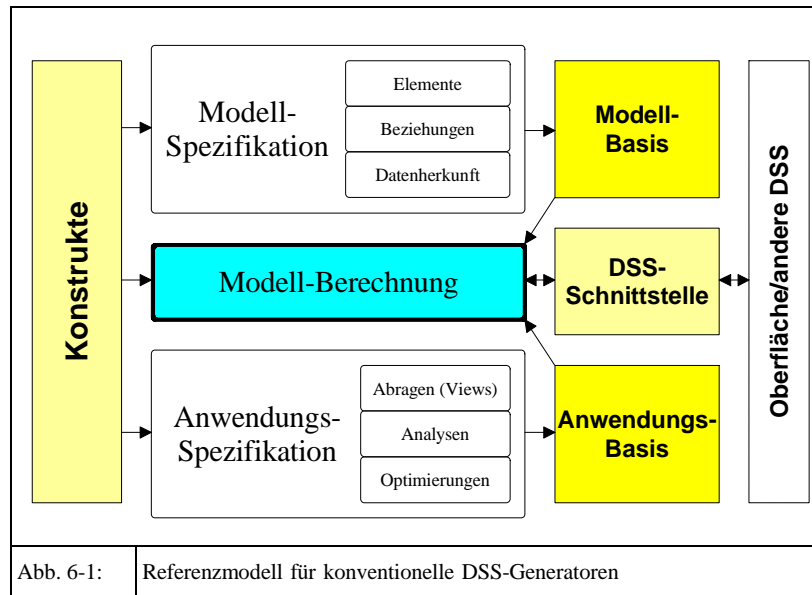 Konstrukte
Modell-
Spezifikation
Elemente
Beziehungen
Datenherkunft
Modell-
Basis
Modell-Berechnung
DSS-
Schnittstelle
Anwendungs-
Spezifikation
Abragen (Views)
Analysen
Optimierungen
Anwendungs-
Basis
Oberfläche/andere DSS
Abb. 6-1: Referenzmodell für konventionelle DSS-Generatoren